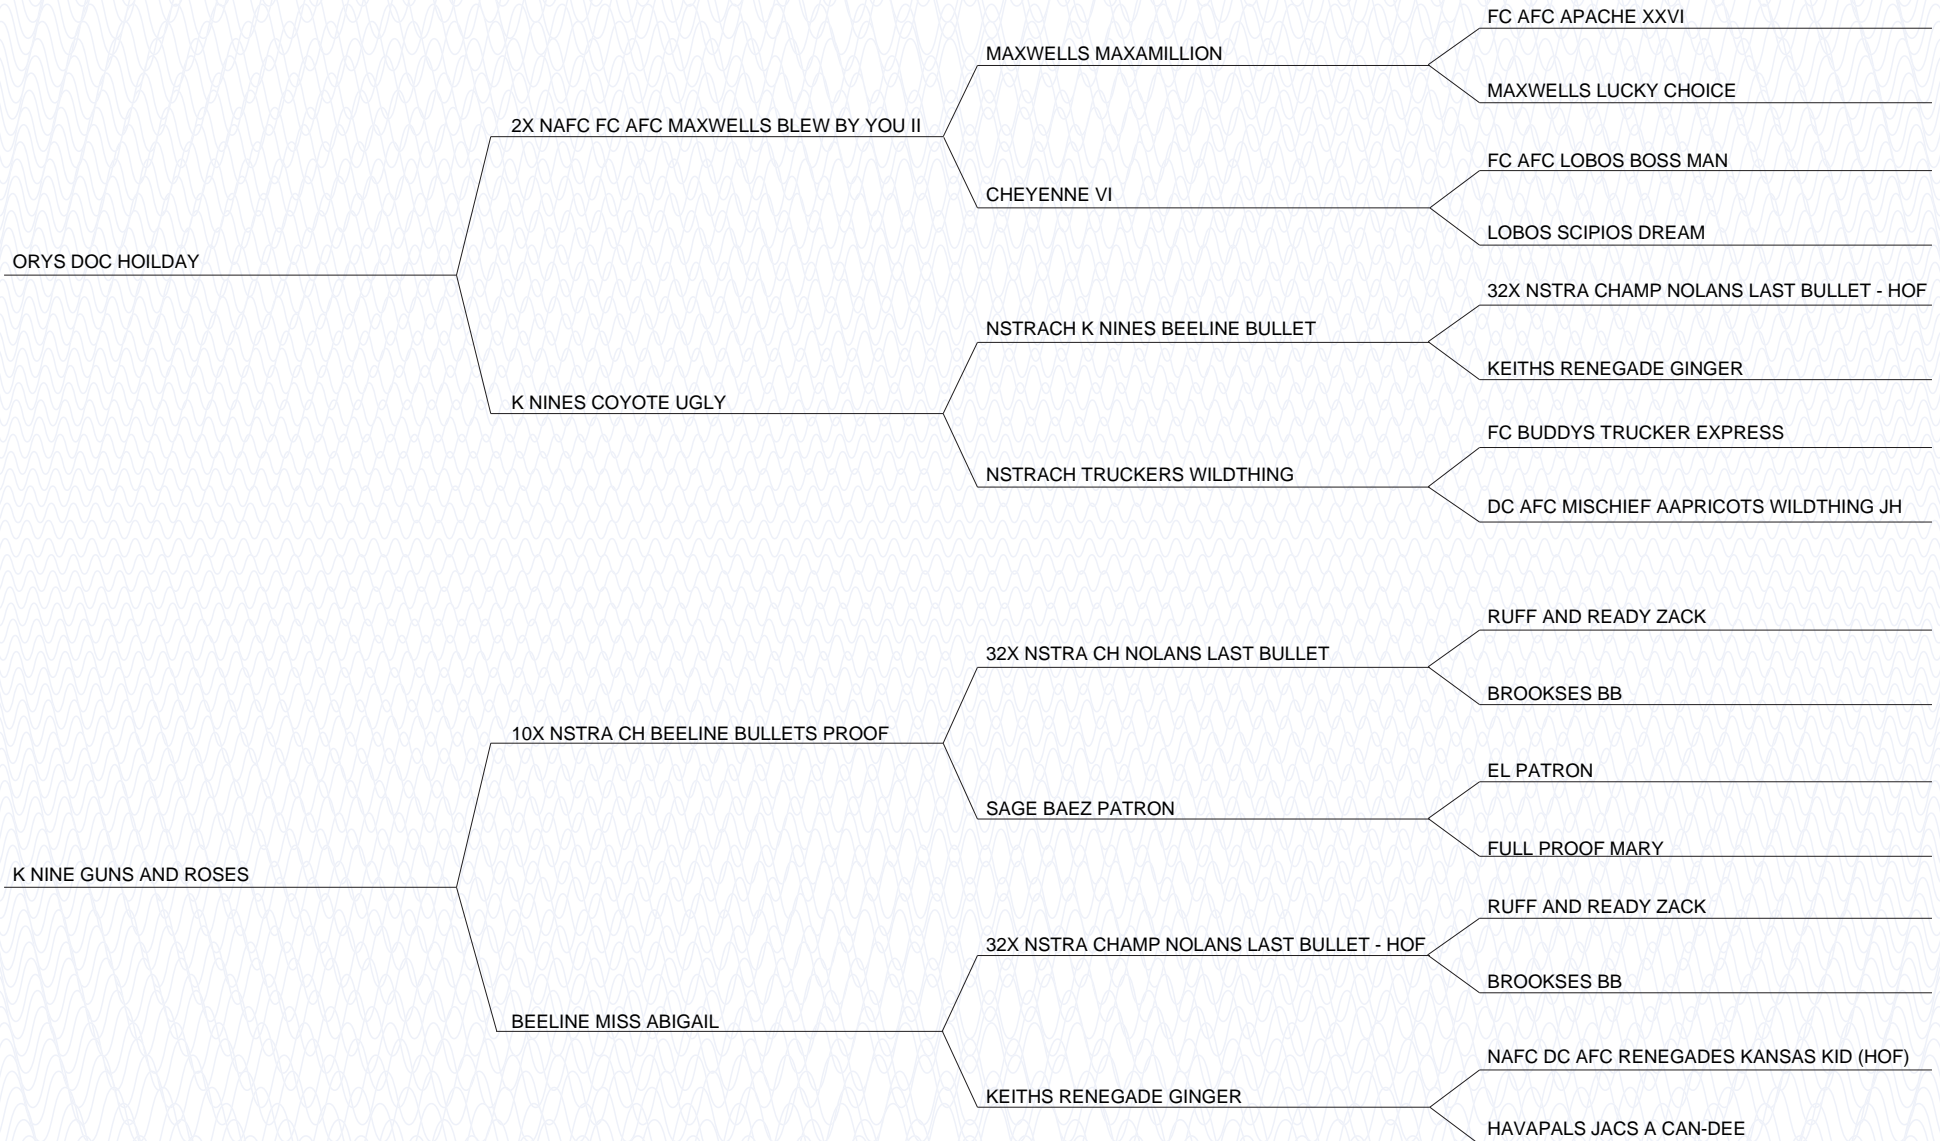 FC AFC APACHE XXVI
MAXWELLS MAXAMILLION
MAXWELLS LUCKY CHOICE
2X NAFC FC AFC MAXWELLS BLEW BY YOU II
FC AFC LOBOS BOSS MAN
CHEYENNE VI
LOBOS SCIPIOS DREAM
ORYS DOC HOILDAY
32X NSTRA CHAMP NOLANS LAST BULLET - HOF
NSTRACH K NINES BEELINE BULLET
KEITHS RENEGADE GINGER
K NINES COYOTE UGLY
FC BUDDYS TRUCKER EXPRESS
NSTRACH TRUCKERS WILDTHING
DC AFC MISCHIEF AAPRICOTS WILDTHING JH
RUFF AND READY ZACK
32X NSTRA CH NOLANS LAST BULLET
BROOKSES BB
10X NSTRA CH BEELINE BULLETS PROOF
EL PATRON
SAGE BAEZ PATRON
FULL PROOF MARY
K NINE GUNS AND ROSES
RUFF AND READY ZACK
32X NSTRA CHAMP NOLANS LAST BULLET - HOF
BROOKSES BB
BEELINE MISS ABIGAIL
NAFC DC AFC RENEGADES KANSAS KID (HOF)
KEITHS RENEGADE GINGER
HAVAPALS JACS A CAN-DEE